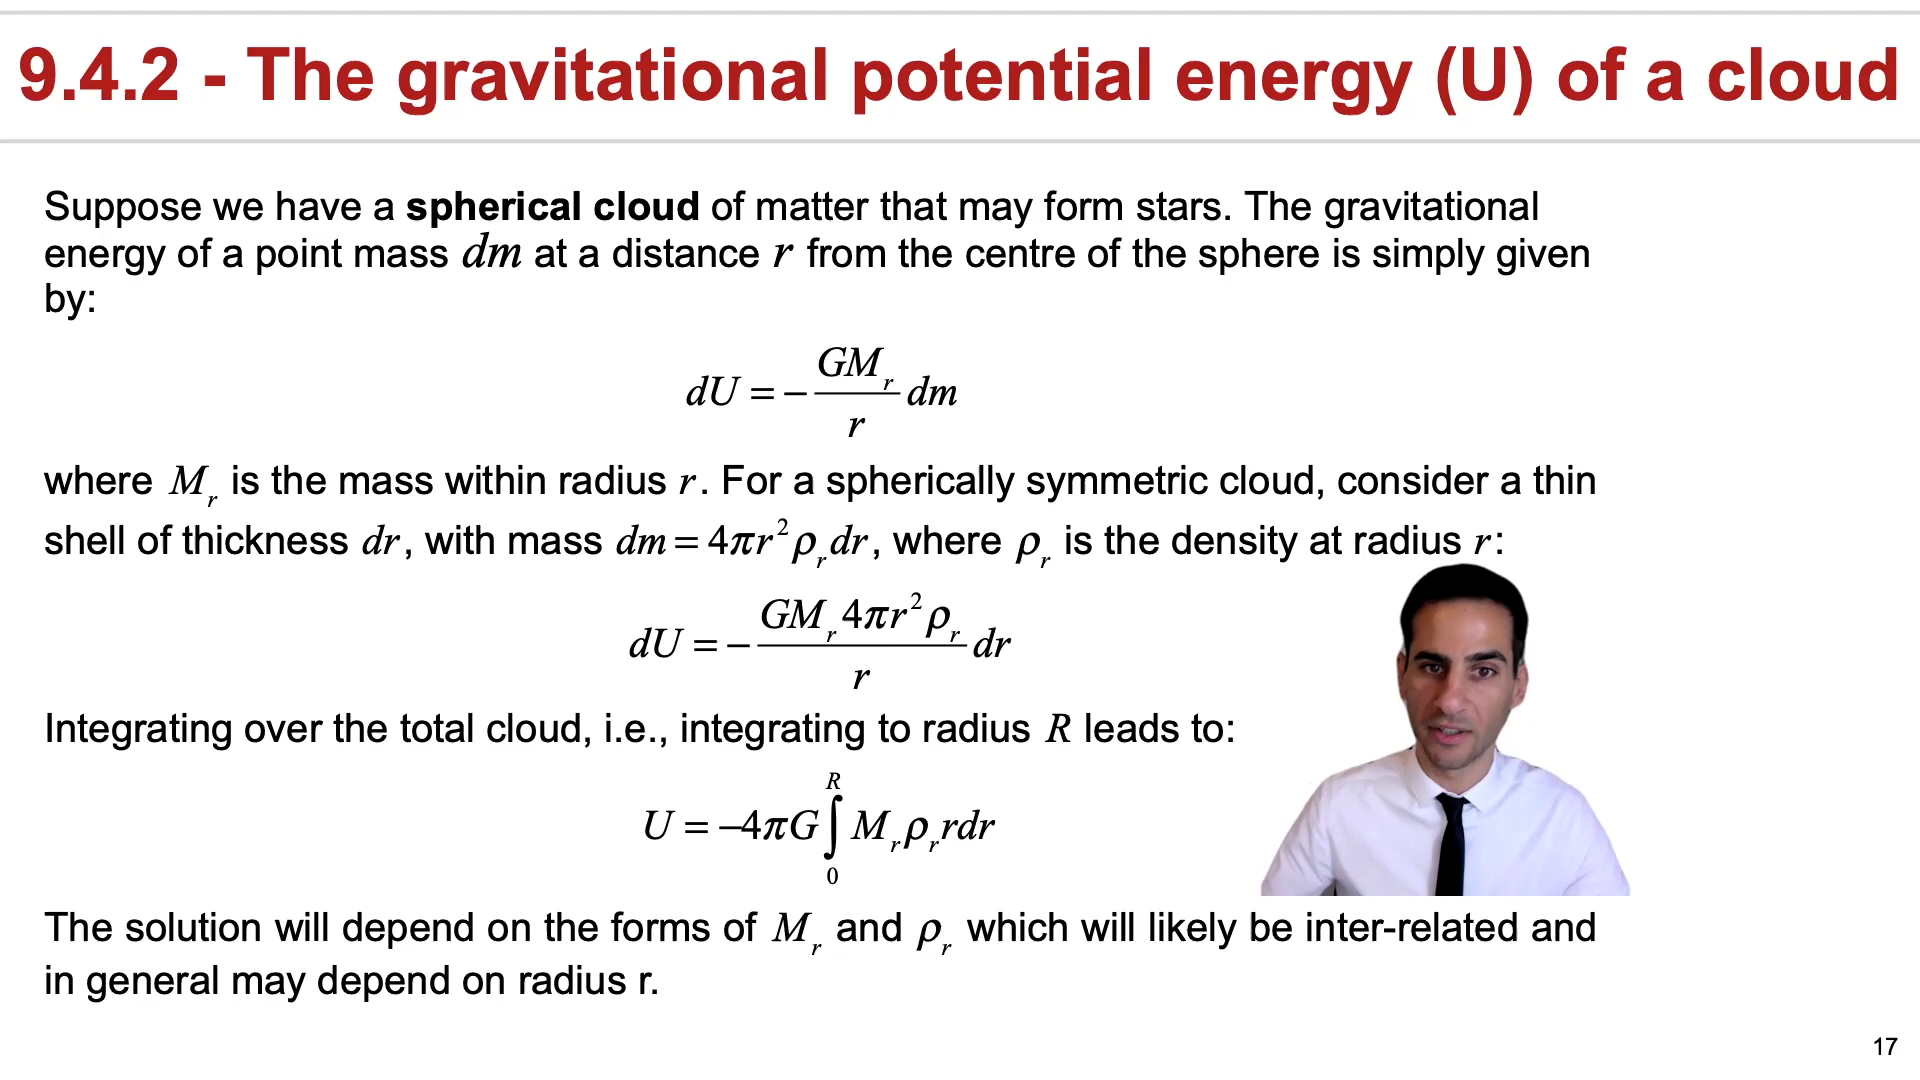 9.4.2 - The gravitational potential energy (U) of a cloud
Suppose we have a spherical cloud of matter that may form stars. The gravitational
energy of a point mass dm at a distance r from the centre of the sphere is simply given
by:
dU = − GM_r / r dm
where M_r is the mass within radius r. For a spherically symmetric cloud, consider a thin
shell of thickness dr, with mass dm = 4πr²ρ_r dr, where ρ_r is the density at radius r:
dU = − GM_r 4πr²ρ_r / r dr
Integrating over the total cloud, i.e., integrating to radius R leads to:
U = −4πG ∫₀ᴿ M_r ρ_r rdr
The solution will depend on the forms of M_r and ρ_r which will likely be inter-related and
in general may depend on radius r.
17